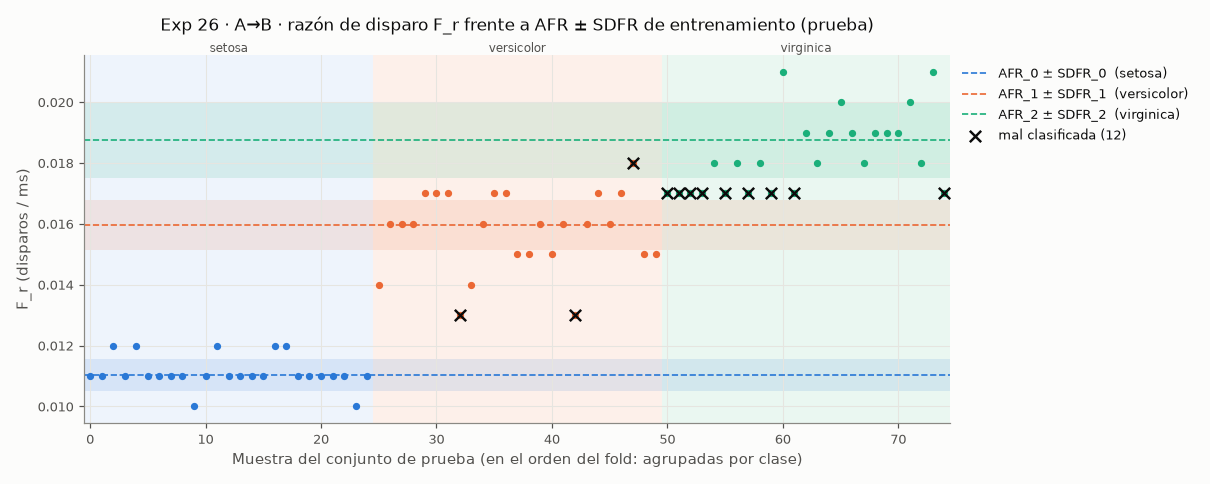 Exp 26 · A→B · razón de disparo F_r frente a AFR ± SDFR de entrenamiento (prueba)
setosa
versicolor
virginica
AFR_0 ± SDFR_0 (setosa)
AFR_1 ± SDFR_1 (versicolor)
AFR_2 ± SDFR_2 (virginica)
mal clasificada (12)
F_r (disparos / ms)
0.020
0.018
0.016
0.014
0.012
0.010
0
10
20
30
40
50
60
70
Muestra del conjunto de prueba (en el orden del fold: agrupadas por clase)